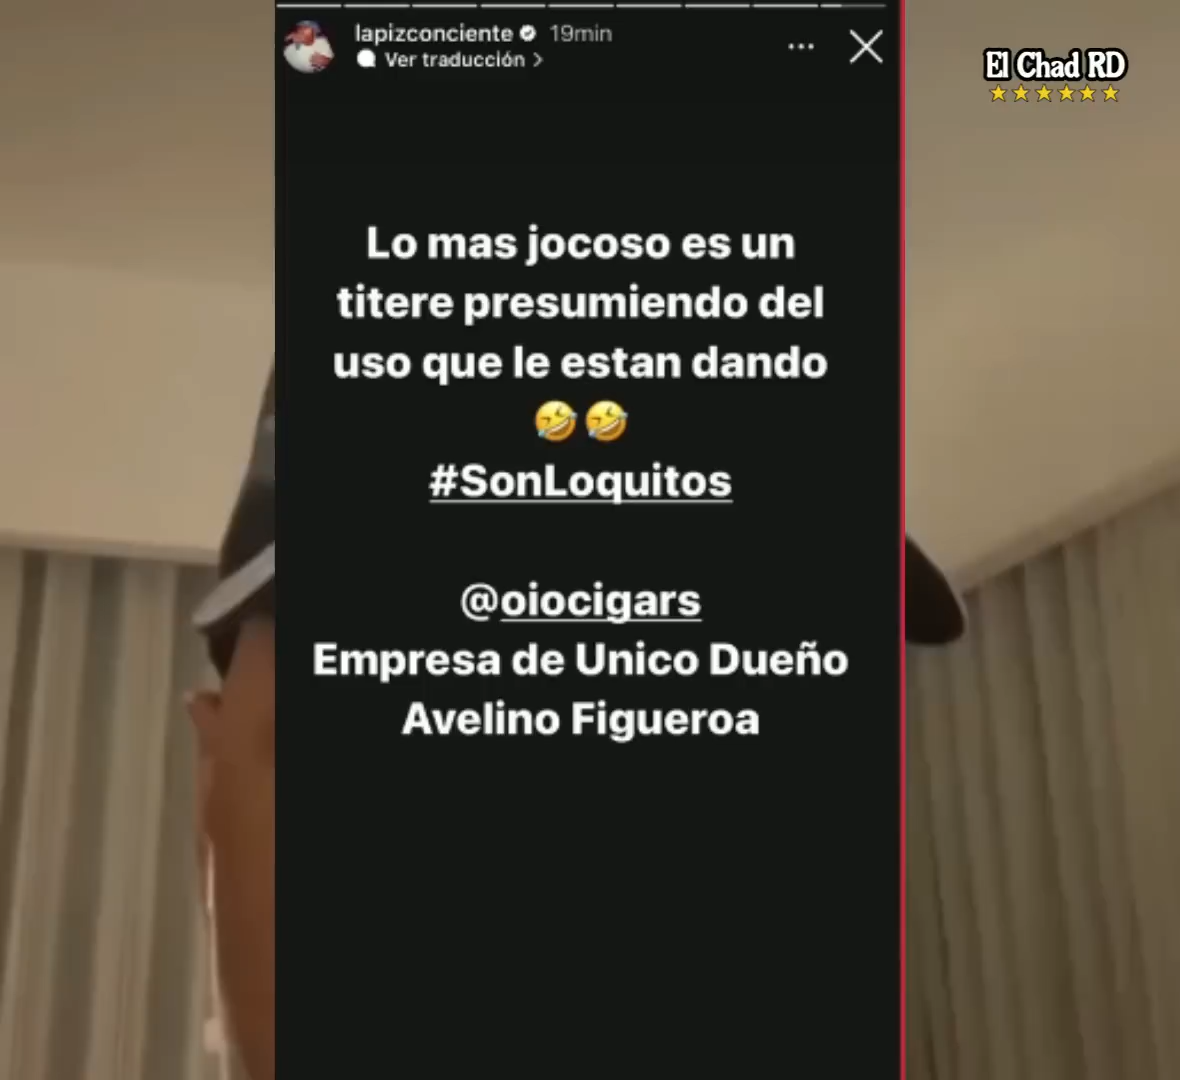 lapizconciente 19min
Ver traducción >
El Chad RD
Lo mas jocoso es un
titere presumiendo del
uso que le estan dando
🤣🤣
#SonLoquitos
@oiocigars
Empresa de Unico Dueño
Avelino Figueroa